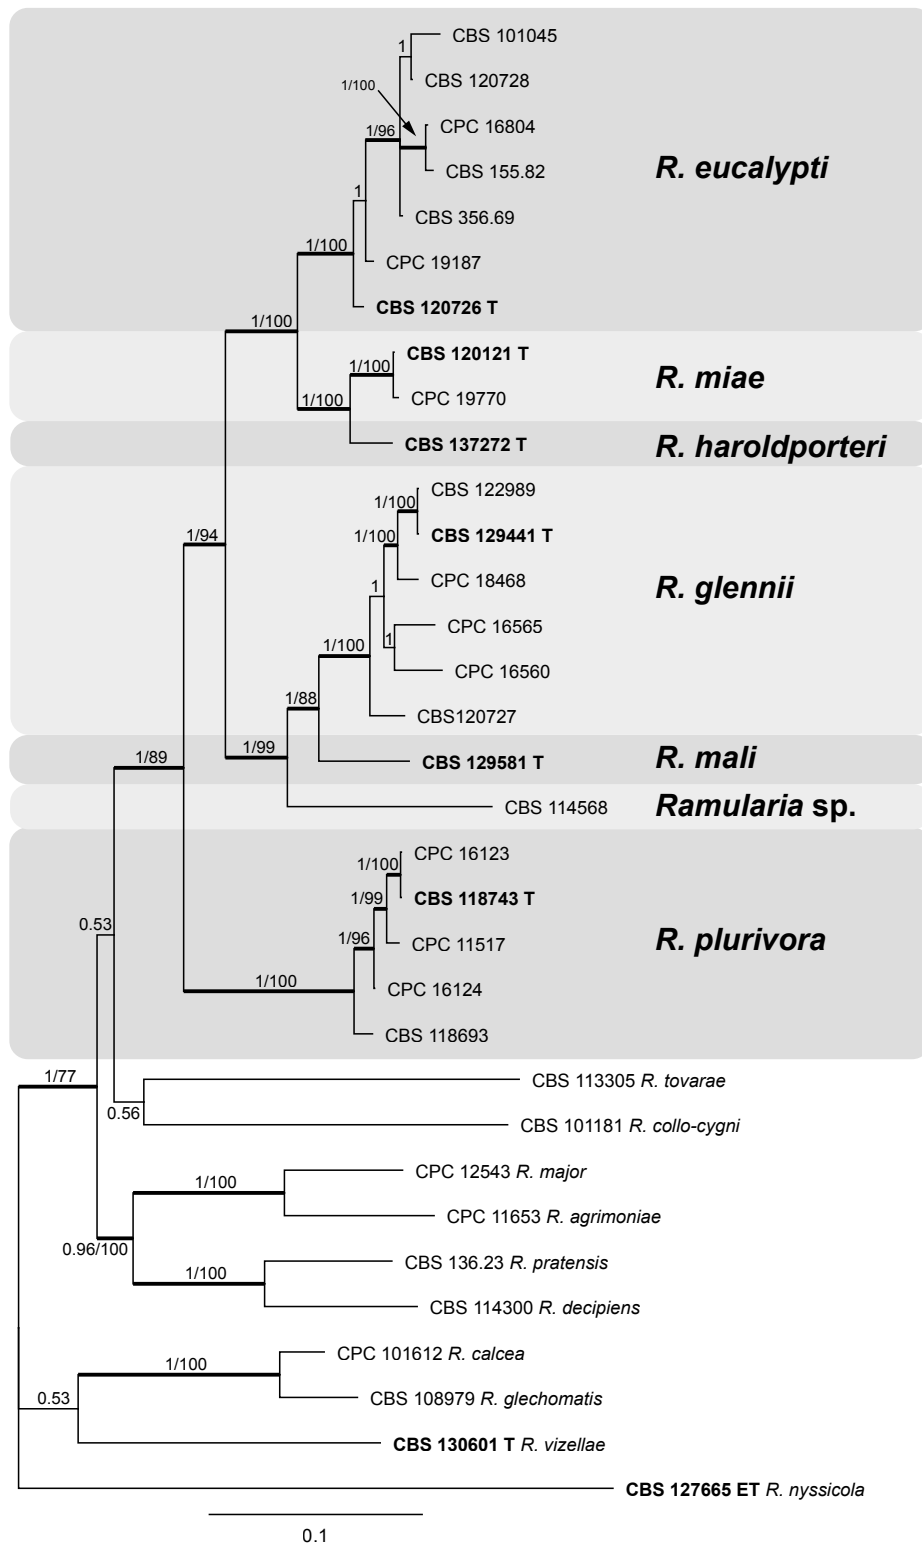 CBS 101045
1
CBS 120728
1/100
CPC 16804
1/96
CBS 155.82
R. eucalypti
1
CBS 356.69
1/100
CPC 19187
CBS 120726 T
1/100
CBS 120121 T
1/100
R. miae
CPC 19770
1/100
CBS 137272 T
R. haroldporteri
CBS 122989
1/100
CBS 129441 T
1/100
1/94
CPC 18468
R. glennii
1
CPC 16565
1
1/100
CPC 16560
1/88
CBS120727
1/99
1/89
CBS 129581 T
R. mali
CBS 114568
Ramularia sp.
CPC 16123
1/100
CBS 118743 T
1/99
0.53
CPC 11517
R. plurivora
1/96
1/100
CPC 16124
CBS 118693
1/77
CBS 113305 R. tovarae
0.56
CBS 101181 R. collo-cygni
CPC 12543 R. major
1/100
CPC 11653 R. agrimoniae
0.96/100
CBS 136.23 R. pratensis
1/100
CBS 114300 R. decipiens
CPC 101612 R. calcea
1/100
0.53
CBS 108979 R. glechomatis
CBS 130601 T R. vizellae
CBS 127665 ET R. nyssicola
0.1